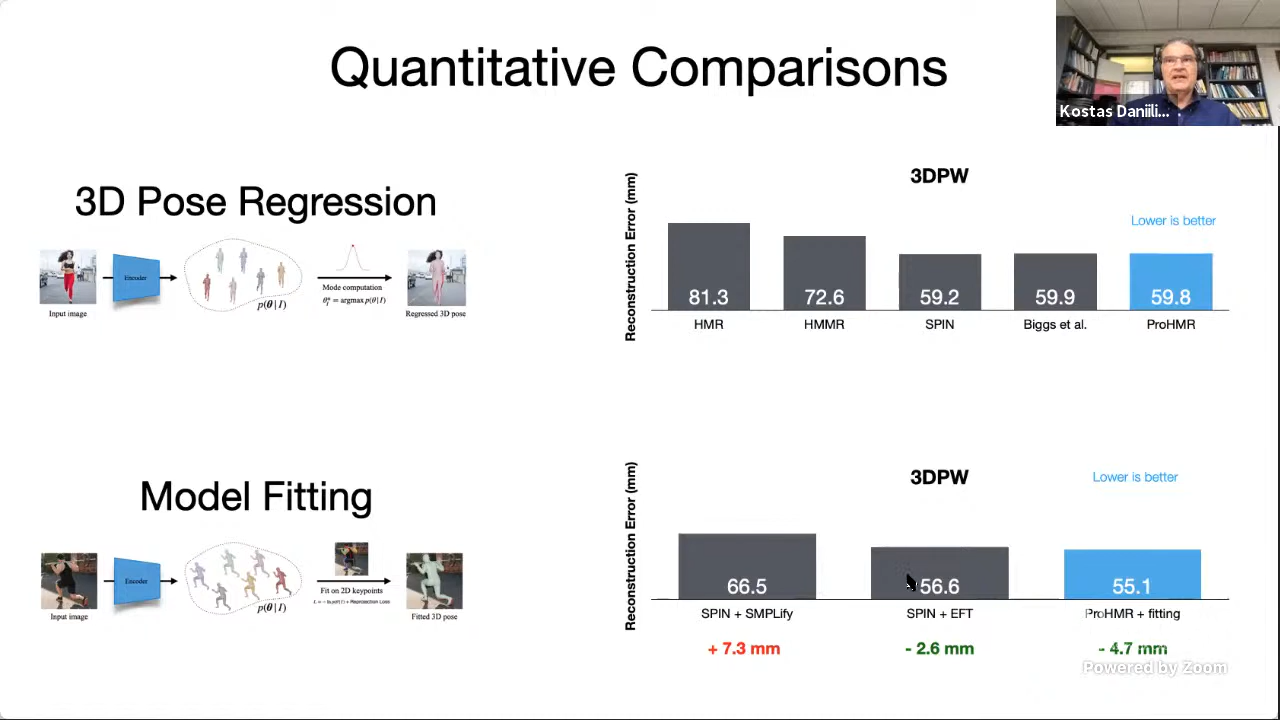 Quantitative Comparisons
Kostas Daniili...
3D Pose Regression
Encoder
p(θ | I)
Mode computation
θ*_I = argmax p(θ | I)
Input image
Regressed 3D pose
3DPW
Lower is better
Reconstruction Error (mm)
81.3
72.6
59.2
59.9
59.8
HMR
HMMR
SPIN
Biggs et al.
ProHMR
Model Fitting
Encoder
p(θ | I)
Fit on 2D keypoints
Input image
Fitted 3D pose
3DPW
Lower is better
Reconstruction Error (mm)
66.5
56.6
55.1
SPIN + SMPLify
SPIN + EFT
ProHMR + fitting
+ 7.3 mm
- 2.6 mm
- 4.7 mm
Powered by Zoom